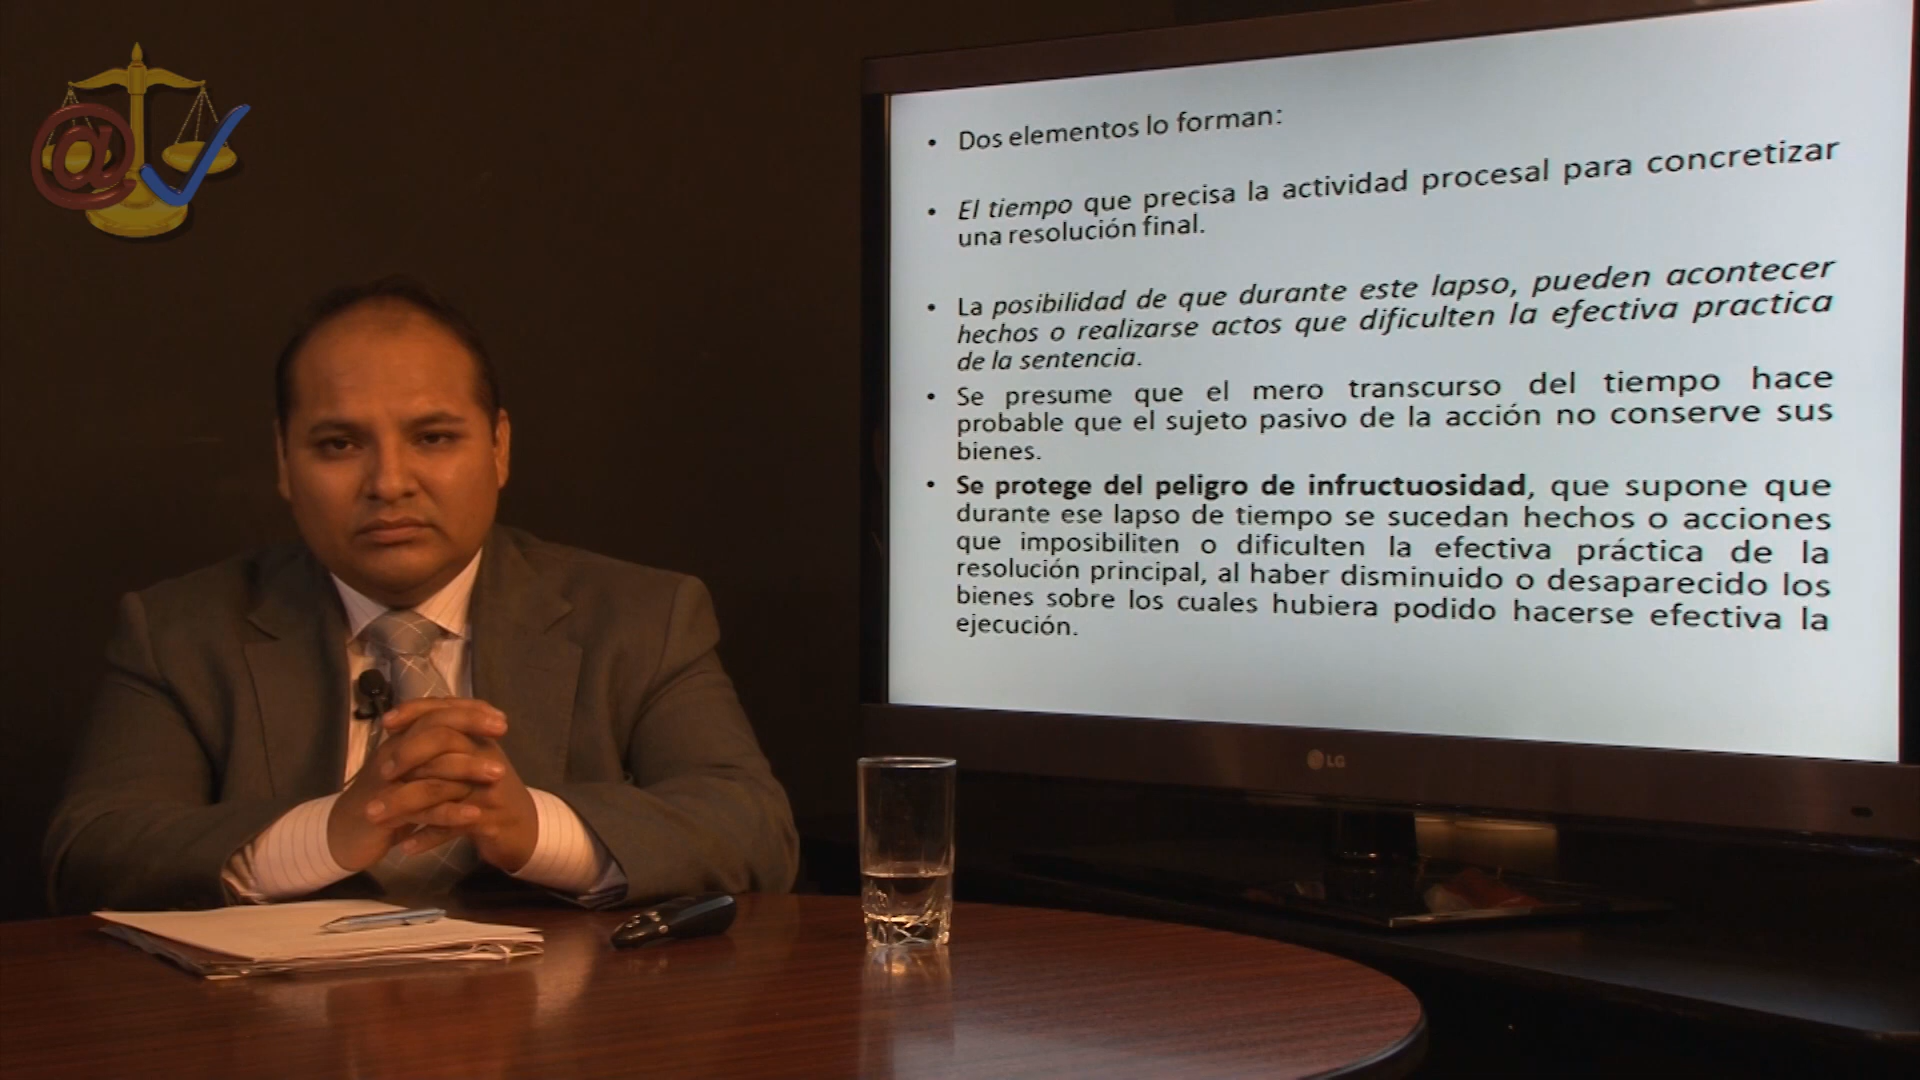 • Dos elementos lo forman:
• El tiempo que precisa la actividad procesal para concretizar
una resolución final.
• La posibilidad de que durante este lapso, pueden acontecer
hechos o realizarse actos que dificulten la efectiva practica
de la sentencia.
• Se presume que el mero transcurso del tiempo hace
probable que el sujeto pasivo de la acción no conserve sus
bienes.
• Se protege del peligro de infructuosidad, que supone que
durante ese lapso de tiempo se sucedan hechos o acciones
que imposibiliten o dificulten la efectiva práctica de la
resolución principal, al haber disminuido o desaparecido los
bienes sobre los cuales hubiera podido hacerse efectiva la
ejecución.
LG
@